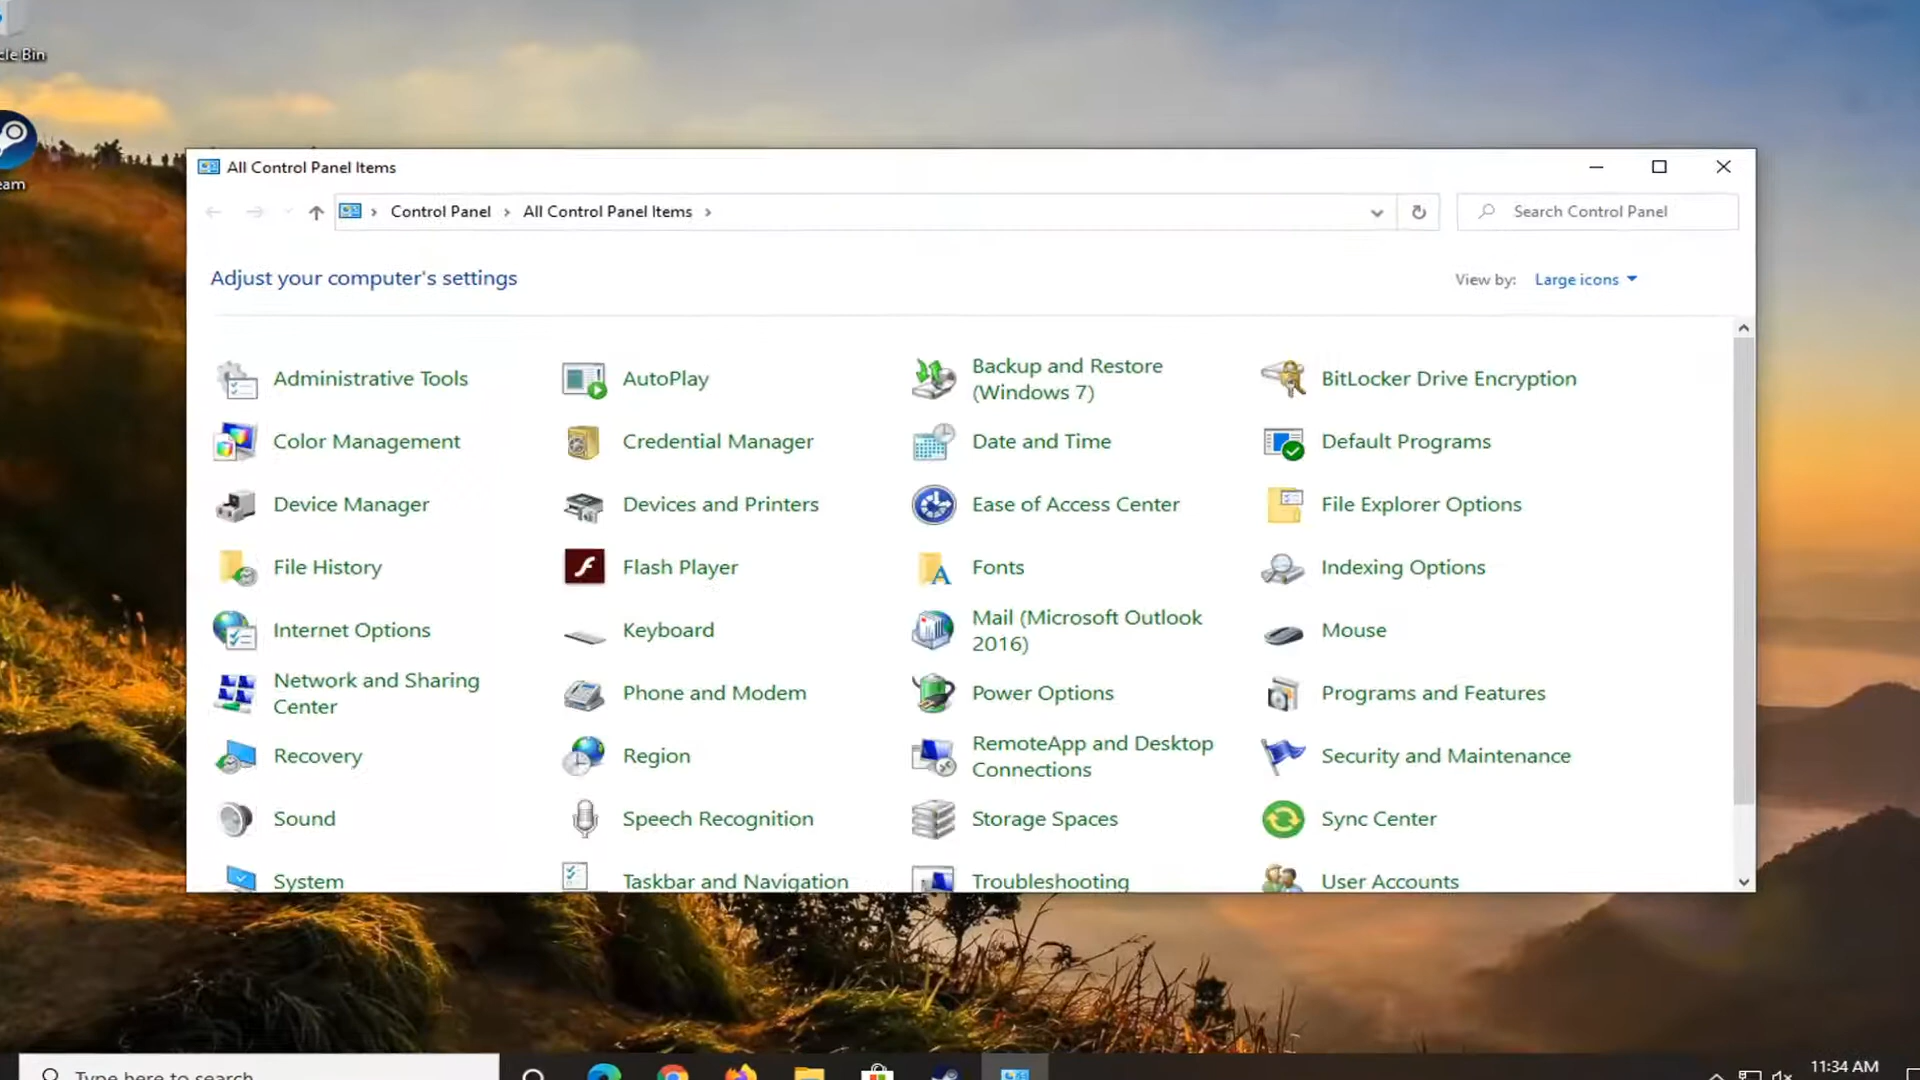 cle Bin
eam
All Control Panel Items
Control Panel > All Control Panel Items >
Search Control Panel
Adjust your computer's settings
View by: Large icons
Administrative Tools
AutoPlay
Backup and Restore
(Windows 7)
BitLocker Drive Encryption
Color Management
Credential Manager
Date and Time
Default Programs
Device Manager
Devices and Printers
Ease of Access Center
File Explorer Options
File History
Flash Player
Fonts
Indexing Options
Internet Options
Keyboard
Mail (Microsoft Outlook
2016)
Mouse
Network and Sharing
Center
Phone and Modem
Power Options
Programs and Features
Recovery
Region
RemoteApp and Desktop
Connections
Security and Maintenance
Sound
Speech Recognition
Storage Spaces
Sync Center
System
Taskbar and Navigation
Troubleshooting
User Accounts
Type here to search
11:34 AM